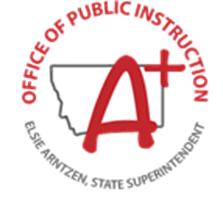 OFFICE OF PUBLIC INSTRUCTION
A+
ELSIE ARNTZEN, STATE SUPERINTENDENT